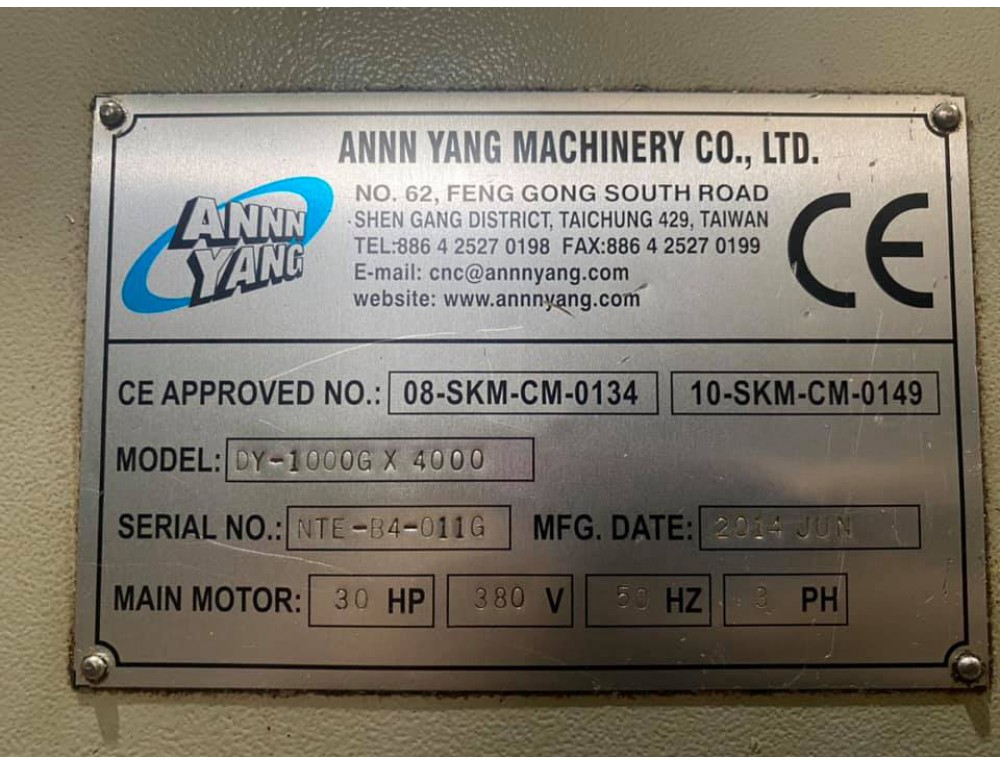 ANNN YANG MACHINERY CO., LTD.
ANNN
YANG
NO. 62, FENG GONG SOUTH ROAD
SHEN GANG DISTRICT, TAICHUNG 429, TAIWAN
TEL:886 4 2527 0198 FAX:886 4 2527 0199
E-mail: cnc@annnyang.com
website: www.annnyang.com
CE
CE APPROVED NO.: 08-SKM-CM-0134 10-SKM-CM-0149
MODEL: DY-1000G X 4000
SERIAL NO.: NTE-B4-011G MFG. DATE: 2014 JUN
MAIN MOTOR: 30 HP 380 V 50 HZ 3 PH